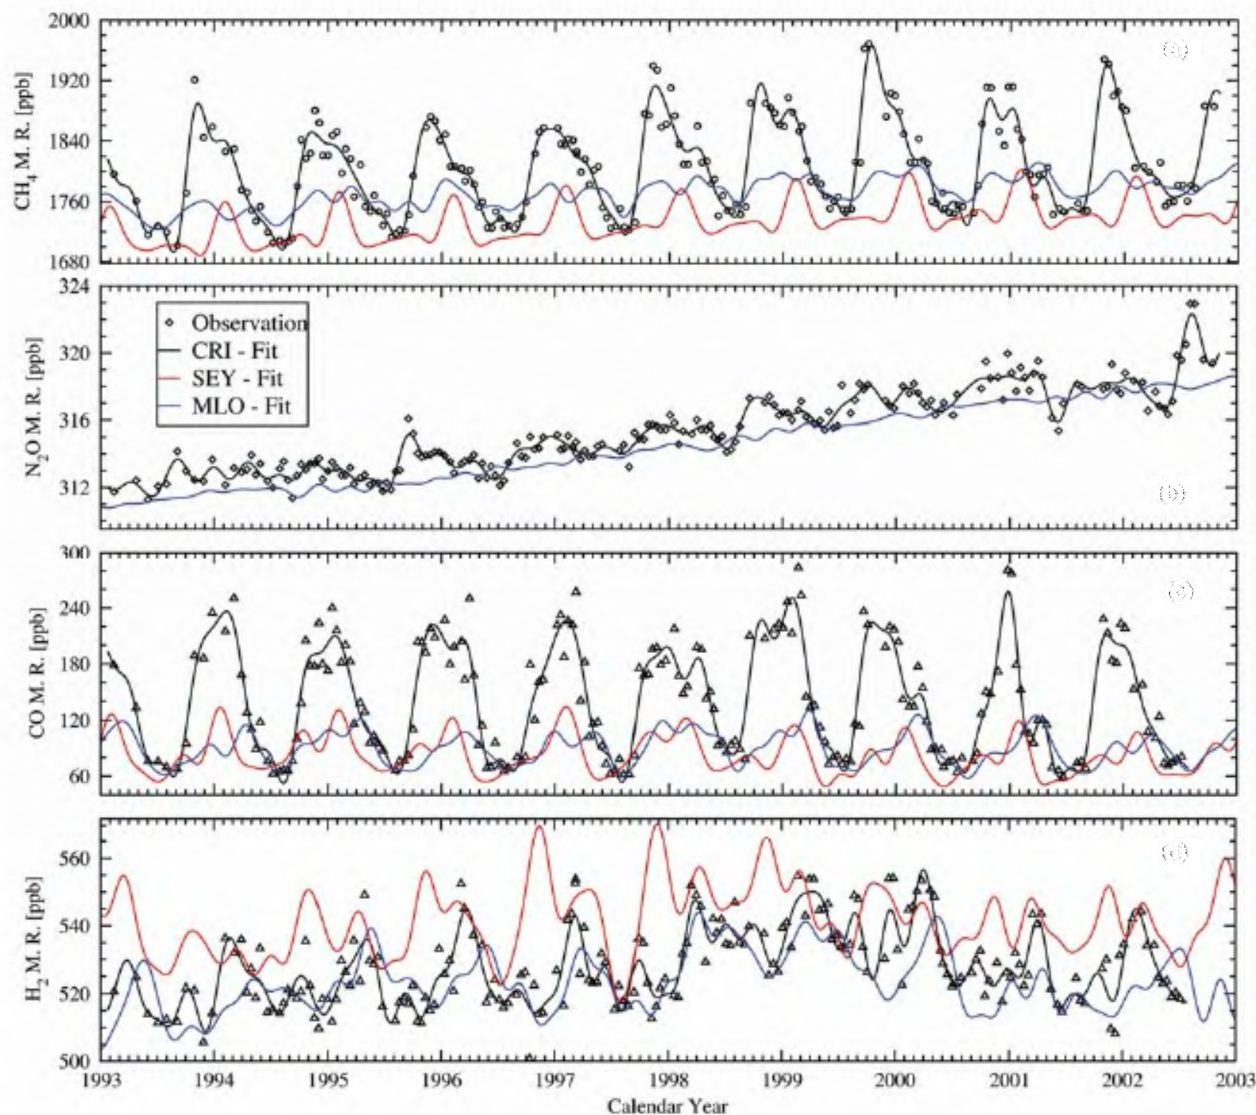 2000
1920
1840
1760
1680
CH4 M. R. [ppb]
(a)
324
320
316
312
N2O M. R. [ppb]
Observation
CRI - Fit
SEY - Fit
MLO - Fit
(b)
300
240
180
120
60
CO M. R. [ppb]
(c)
560
540
520
500
H2 M. R. [ppb]
(d)
1993 1994 1995 1996 1997 1998 1999 2000 2001 2002 2003
Calendar Year